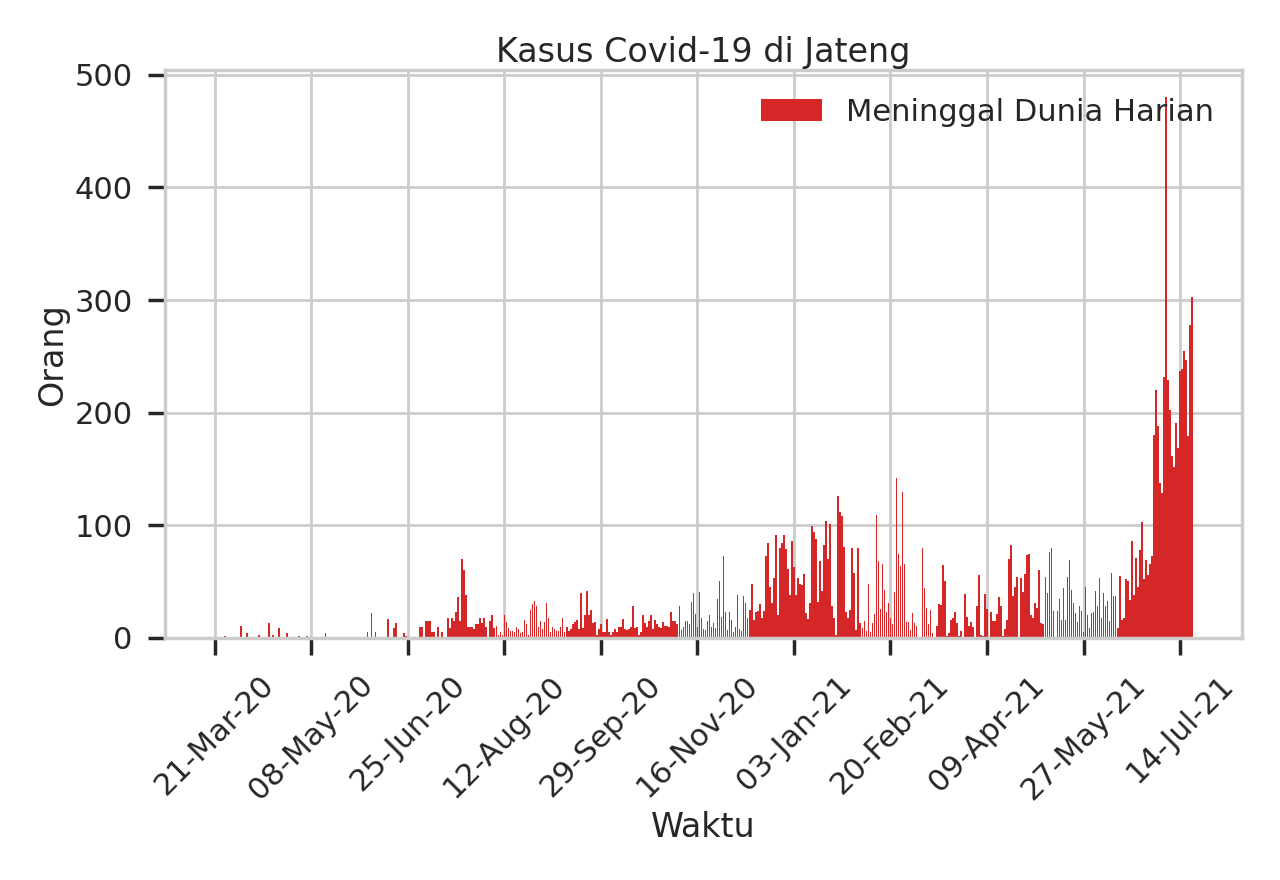 Kasus Covid-19 di Jateng
Meninggal Dunia Harian
Orang
500
400
300
200
100
0
21-Mar-20
08-May-20
25-Jun-20
12-Aug-20
29-Sep-20
16-Nov-20
03-Jan-21
20-Feb-21
09-Apr-21
27-May-21
14-Jul-21
Waktu